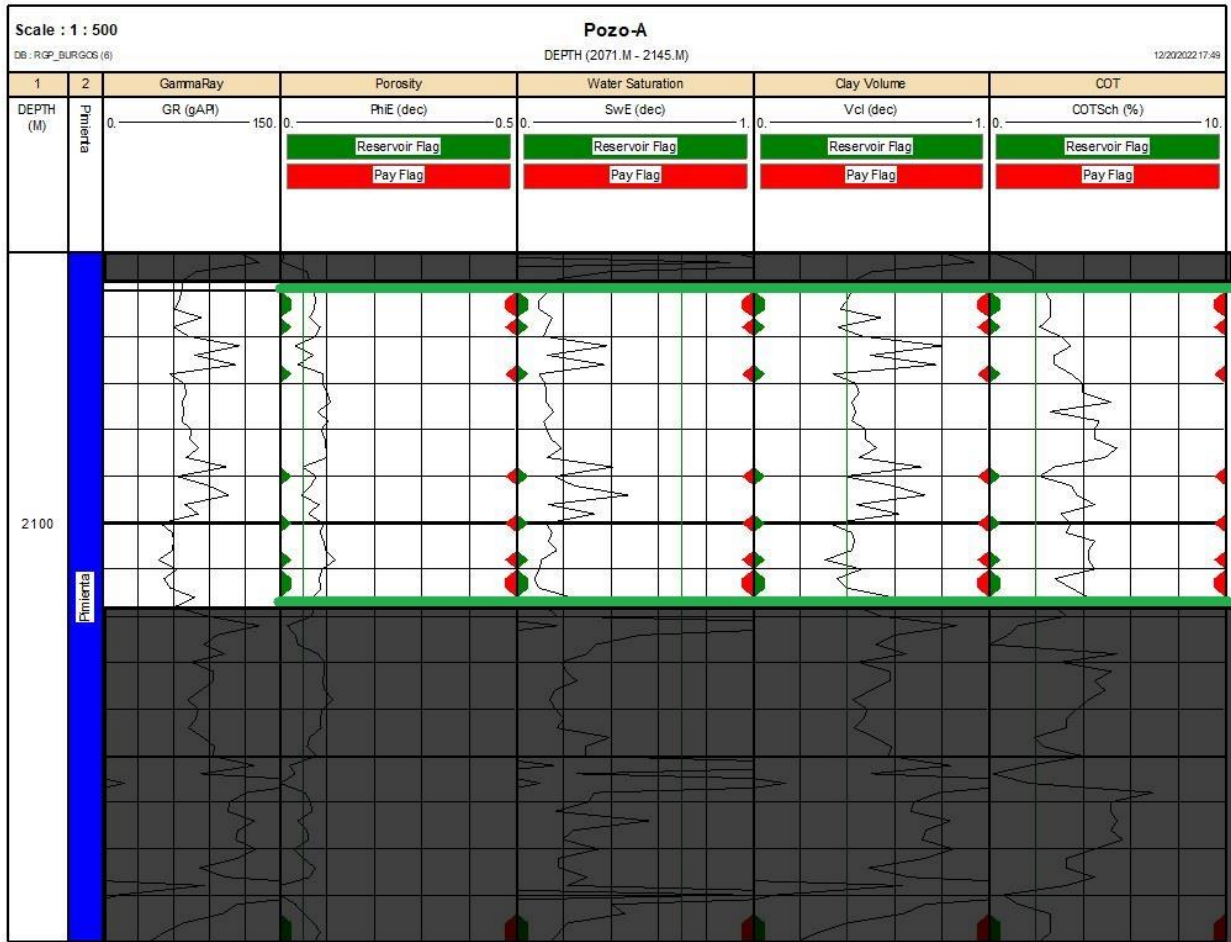 Scale : 1 : 500
Pozo-A
DB : RGP_BURGOS (6)
DEPTH (2071.M - 2145.M)
12/20/2022 17:49
1 2 GammaRay Porosity Water Saturation Clay Volume COT
DEPTH (M)
Pimienta
GR (gAPI)
0. 150.
PhiE (dec)
0. 0.5
Reservoir Flag
Pay Flag
SwE (dec)
0. 1.
Reservoir Flag
Pay Flag
Vcl (dec)
0. 1.
Reservoir Flag
Pay Flag
COTSch (%)
0. 10.
Reservoir Flag
Pay Flag
2100
Pimienta